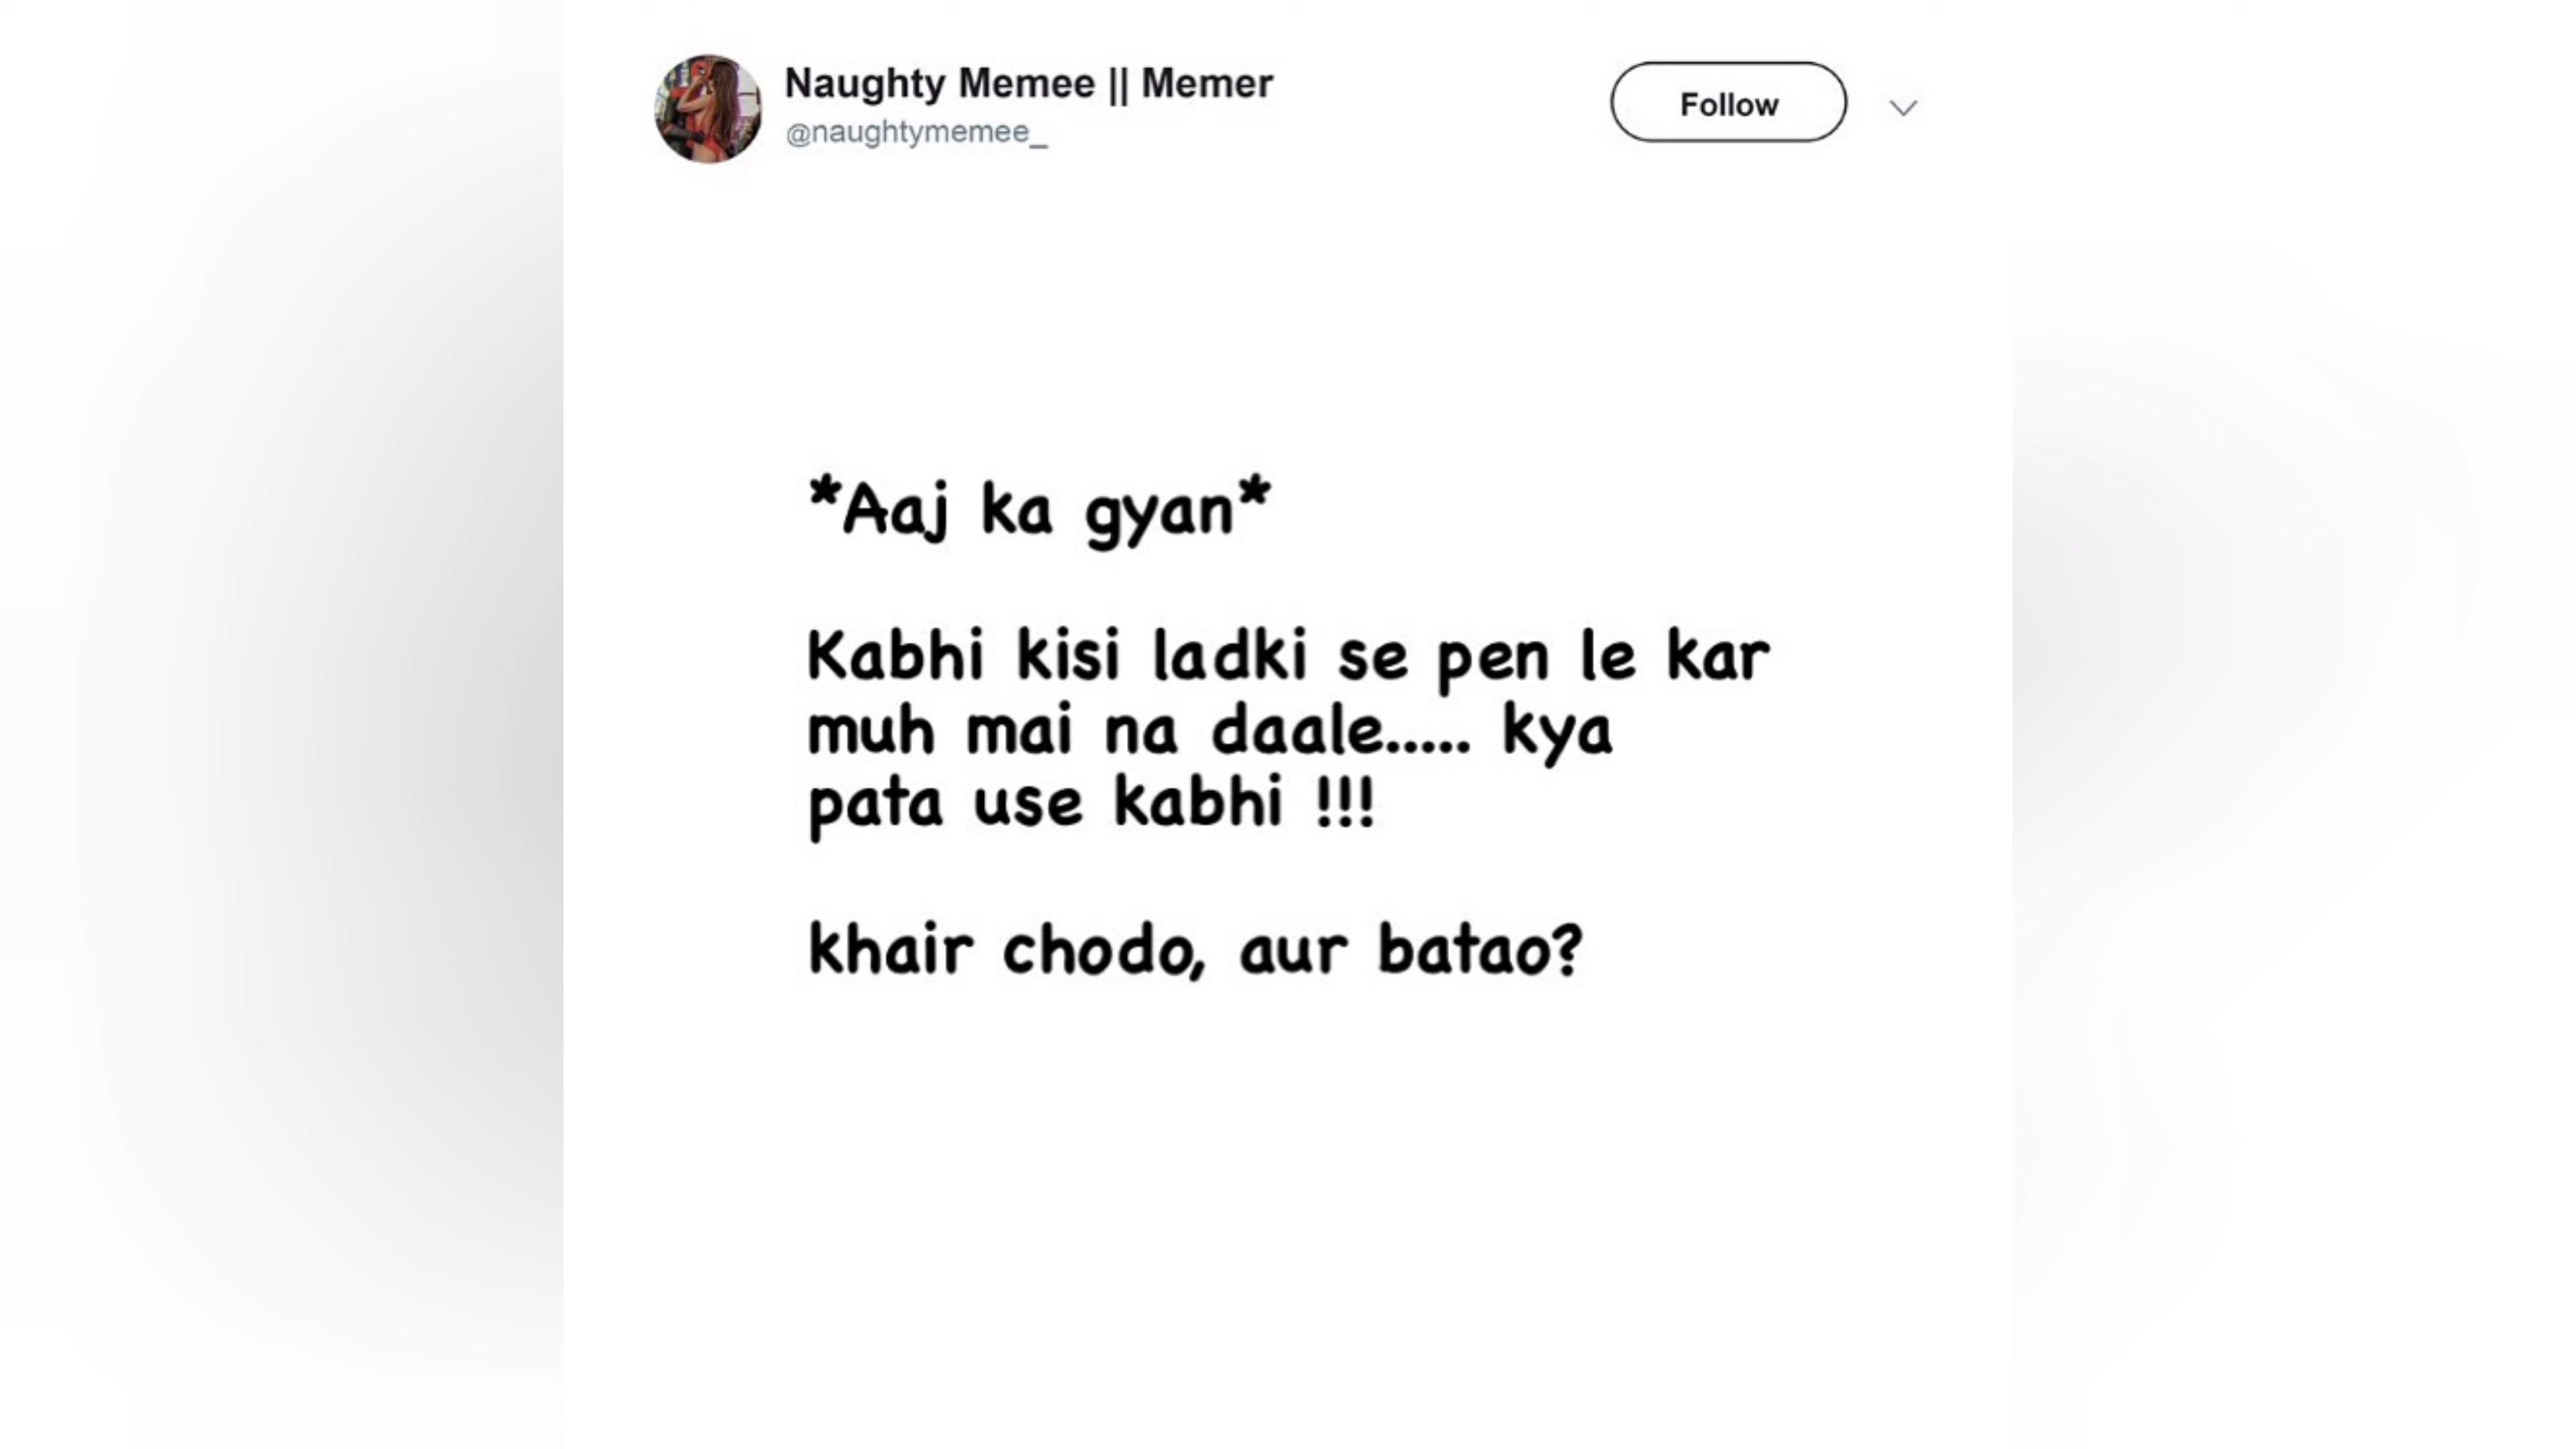 Naughty Memee || Memer
@naughtymemee_
Follow
*Aaj ka gyan*
Kabhi kisi ladki se pen le kar
muh mai na daale..... kya
pata use kabhi !!!
khair chodo, aur batao?